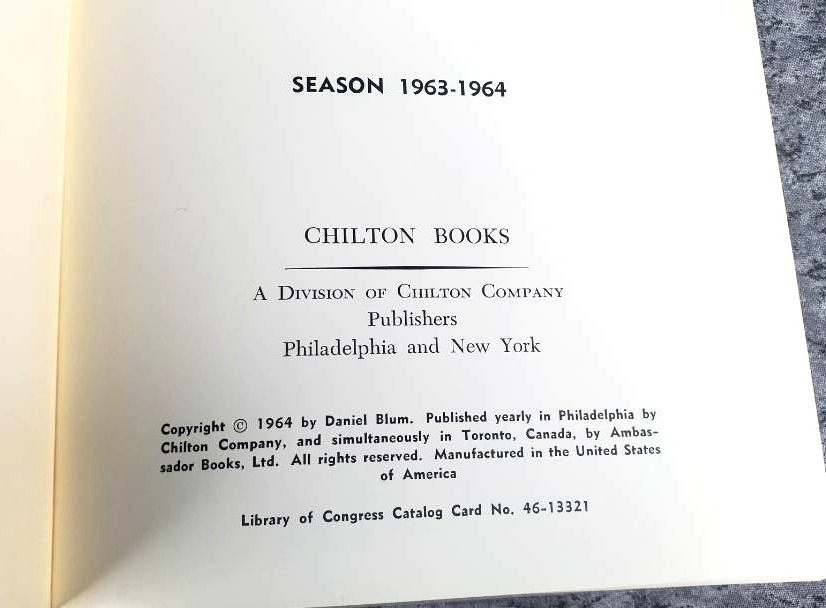 SEASON 1963-1964
CHILTON BOOKS
A DIVISION OF CHILTON COMPANY
Publishers
Philadelphia and New York
Copyright © 1964 by Daniel Blum. Published yearly in Philadelphia by
Chilton Company, and simultaneously in Toronto, Canada, by Ambas-
sador Books, Ltd. All rights reserved. Manufactured in the United States
of America
Library of Congress Catalog Card No. 46-13321